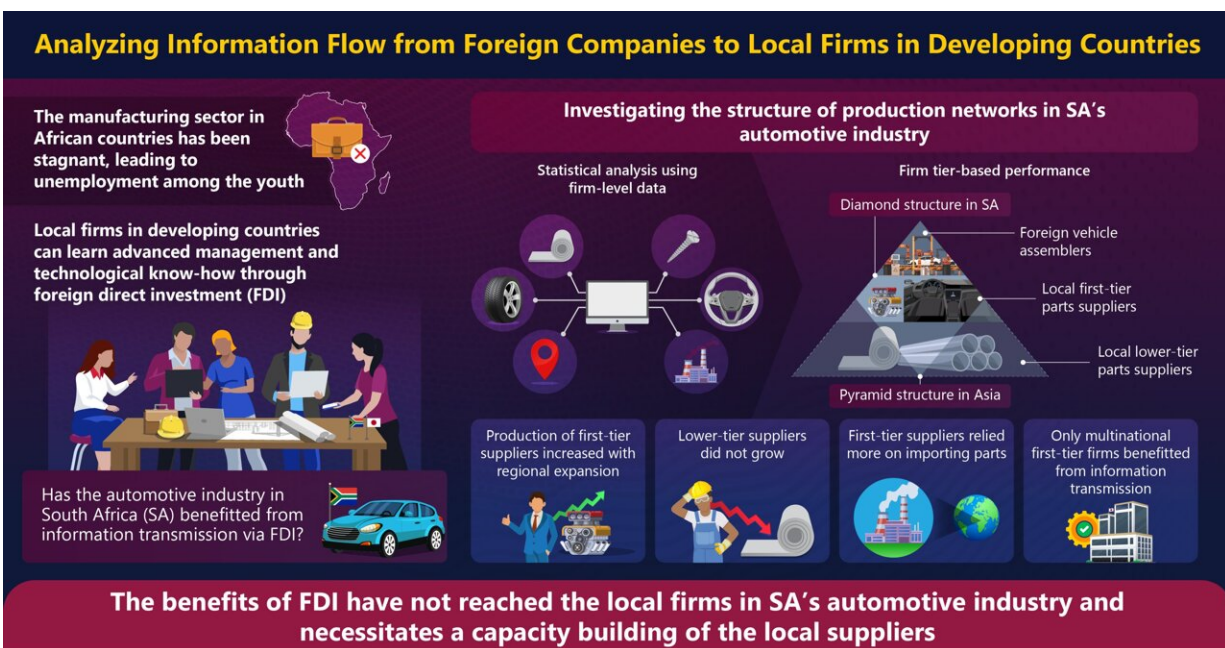 Analyzing Information Flow from Foreign Companies to Local Firms in Developing Countries
The manufacturing sector in
African countries has been
stagnant, leading to
unemployment among the youth
Local firms in developing countries
can learn advanced management and
technological know-how through
foreign direct investment (FDI)
Has the automotive industry in
South Africa (SA) benefitted from
information transmission via FDI?
Investigating the structure of production networks in SA's
automotive industry
Statistical analysis using
firm-level data
Firm tier-based performance
Diamond structure in SA
Foreign vehicle
assemblers
Local first-tier
parts suppliers
Local lower-tier
parts suppliers
Pyramid structure in Asia
Production of first-tier
suppliers increased with
regional expansion
Lower-tier suppliers
did not grow
First-tier suppliers relied
more on importing parts
Only multinational
first-tier firms benefitted
from information
transmission
The benefits of FDI have not reached the local firms in SA's automotive industry and
necessitates a capacity building of the local suppliers